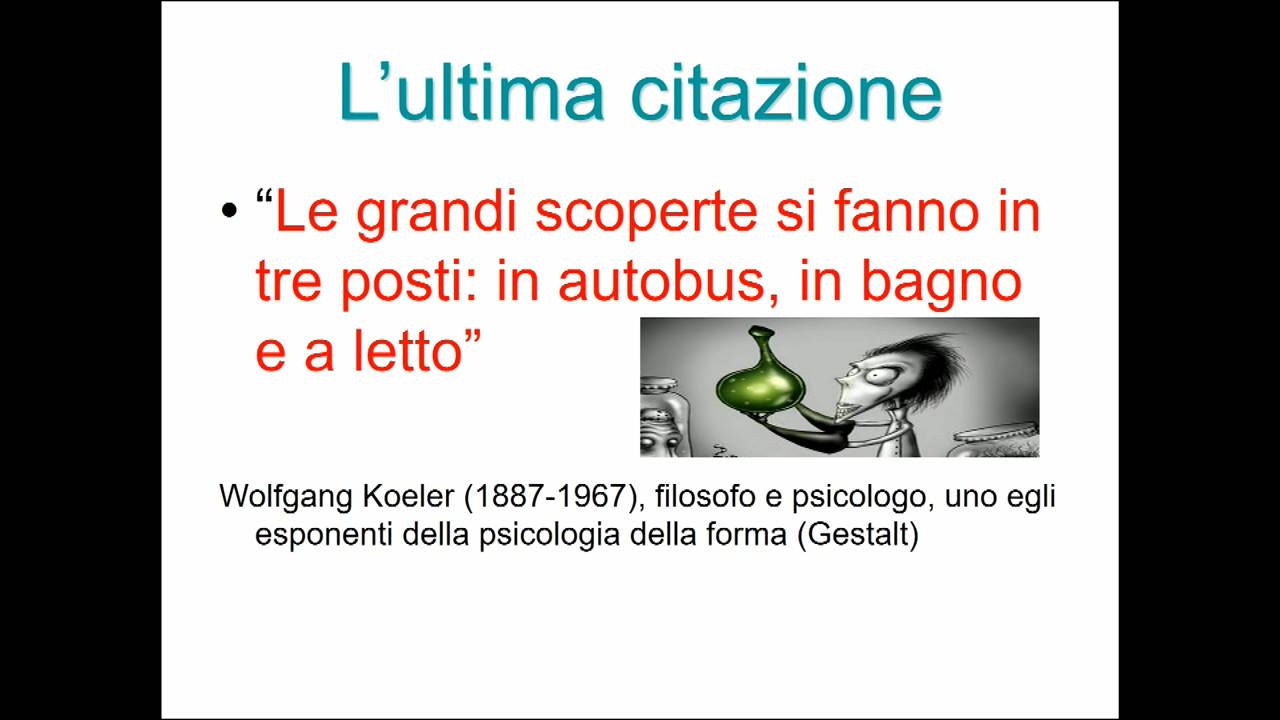 L’ultima citazione
• “Le grandi scoperte si fanno in
tre posti: in autobus, in bagno
e a letto”
Wolfgang Koeler (1887-1967), filosofo e psicologo, uno egli
esponenti della psicologia della forma (Gestalt)